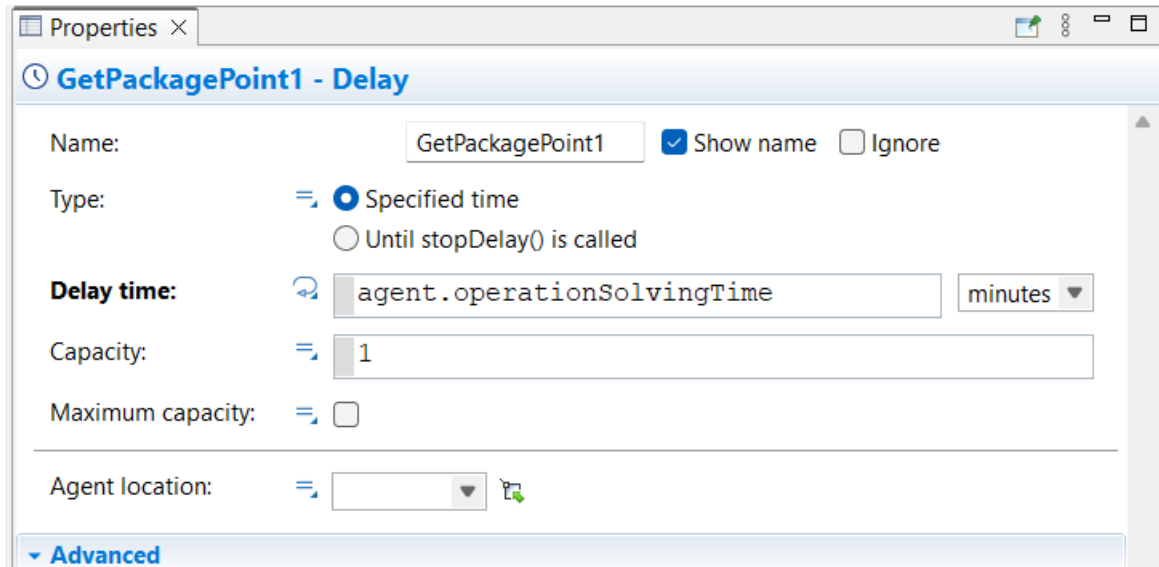 Properties
GetPackagePoint1 - Delay
Name: GetPackagePoint1 Show name Ignore
Type: Specified time
Until stopDelay() is called
Delay time: agent.operationSolvingTime minutes
Capacity: 1
Maximum capacity:
Agent location:
Advanced